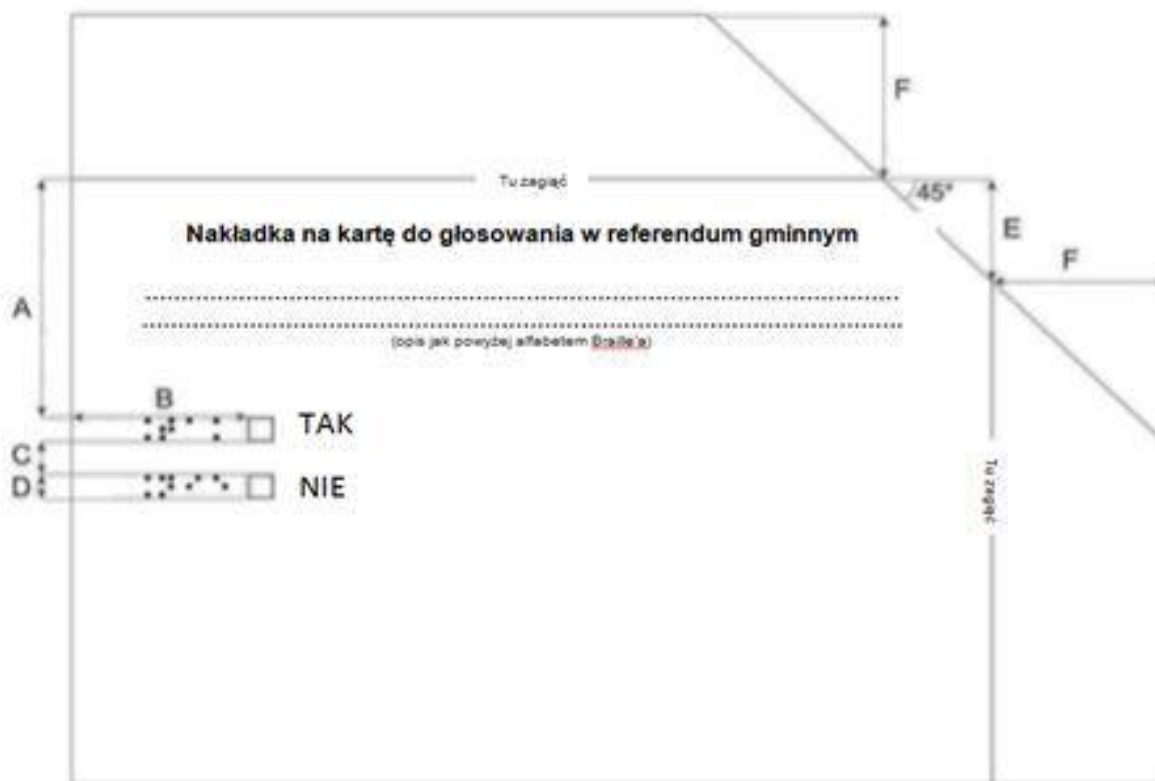 F
Tu zagiąć
45°
Nakładka na kartę do głosowania w referendum gminnym
E
F
A
(opis jak powyżej alfabetem Braille'a)
B
TAK
C
D
NIE
Tu zagiąć